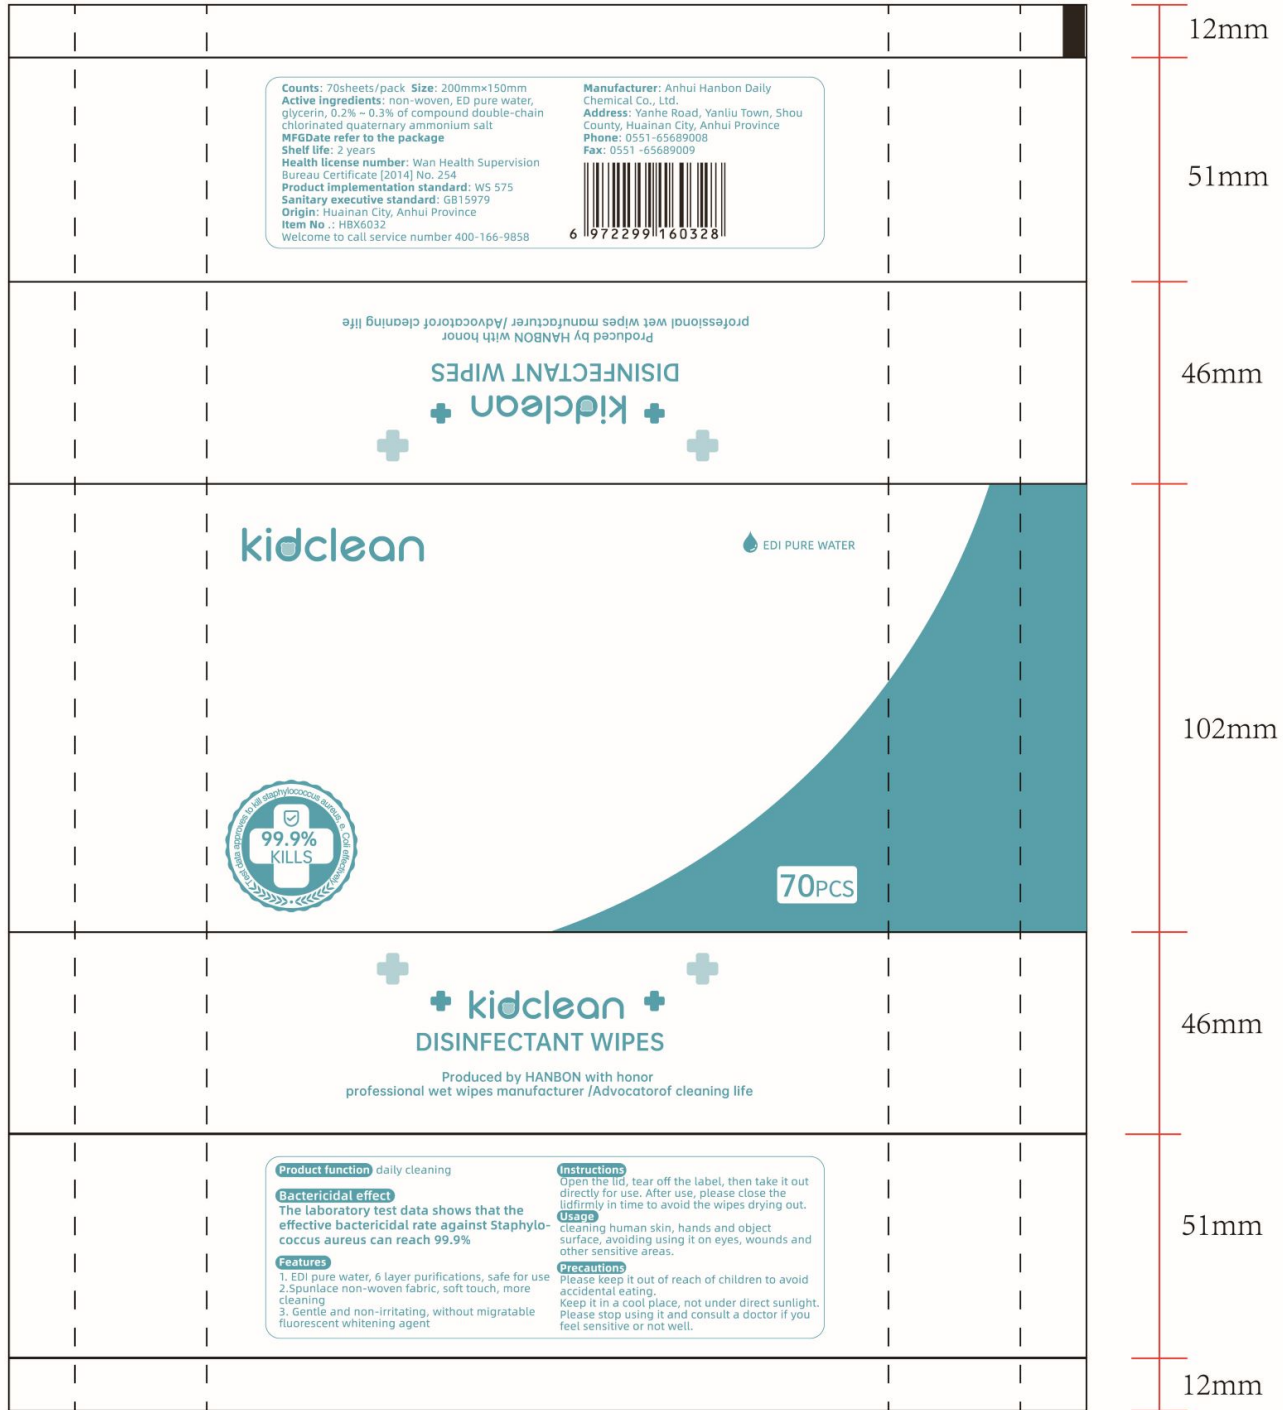 12mm
Counts: 70sheets/pack Size: 200mm×150mm
Active ingredients: non-woven, ED pure water,
glycerin, 0.2% ~ 0.3% of compound double-chain
chlorinated quaternary ammonium salt
MFGDate refer to the package
Shelf life: 2 years
Health license number: Wan Health Supervision
Bureau Certificate [2014] No. 254
Product implementation standard: WS 575
Sanitary executive standard: GB15979
Origin: Huainan City, Anhui Province
Item No .: HBX6032
Welcome to call service number 400-166-9858
Manufacturer: Anhui Hanbon Daily
Chemical Co., Ltd.
Address: Yanhe Road, Yanliu Town, Shou
County, Huainan City, Anhui Province
Phone: 0551-65689008
Fax: 0551 -65689009
6 972299 160328
51mm
kidclean
DISINFECTANT WIPES
Produced by HANBON with honor
professional wet wipes manufacturer /Advocatorof cleaning life
46mm
kidclean
EDI PURE WATER
Test data approves to kill staphylococcus aureus, e. Coli effectively
99.9%
KILLS
70PCS
102mm
kidclean
DISINFECTANT WIPES
Produced by HANBON with honor
professional wet wipes manufacturer /Advocatorof cleaning life
46mm
Product function daily cleaning
Bactericidal effect
The laboratory test data shows that the
effective bactericidal rate against Staphylo-
coccus aureus can reach 99.9%
Features
1. EDI pure water, 6 layer purifications, safe for use
2.Spunlace non-woven fabric, soft touch, more
cleaning
3. Gentle and non-irritating, without migratable
fluorescent whitening agent
Instructions
Open the lid, tear off the label, then take it out
directly for use. After use, please close the
lidfirmly in time to avoid the wipes drying out.
Usage
cleaning human skin, hands and object
surface, avoiding using it on eyes, wounds and
other sensitive areas.
Precautions
Please keep it out of reach of children to avoid
accidental eating.
Keep it in a cool place, not under direct sunlight.
Please stop using it and consult a doctor if you
feel sensitive or not well.
51mm
12mm